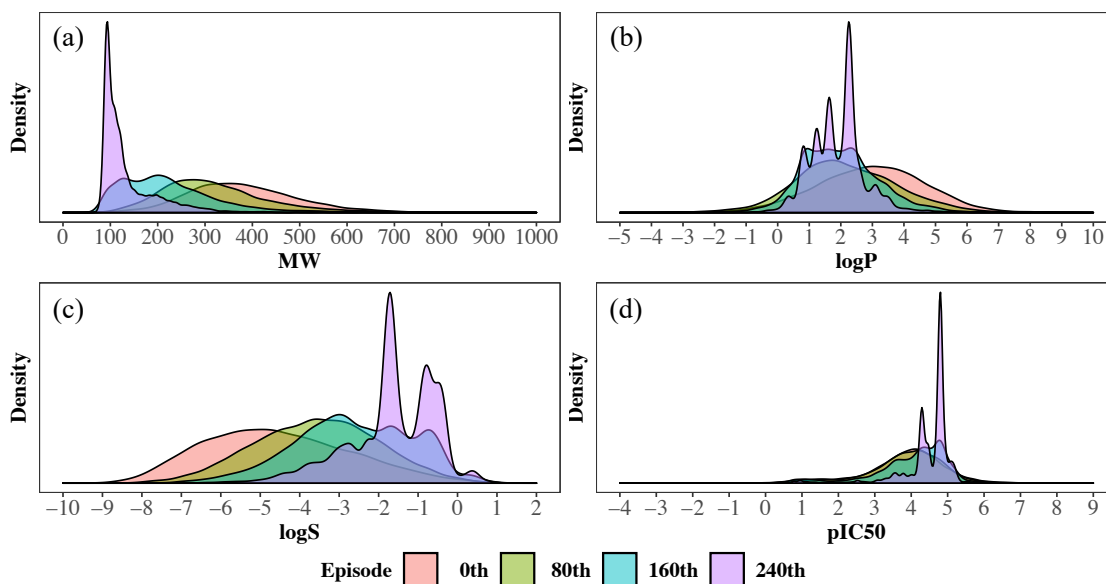 (a)
Density
0 100 200 300 400 500 600 700 800 900 1000
MW
(b)
Density
−5 −4 −3 −2 −1 0 1 2 3 4 5 6 7 8 9 10
logP
(c)
Density
−10 −9 −8 −7 −6 −5 −4 −3 −2 −1 0 1 2
logS
(d)
Density
−4 −3 −2 −1 0 1 2 3 4 5 6 7 8 9
pIC50
Episode 0th 80th 160th 240th